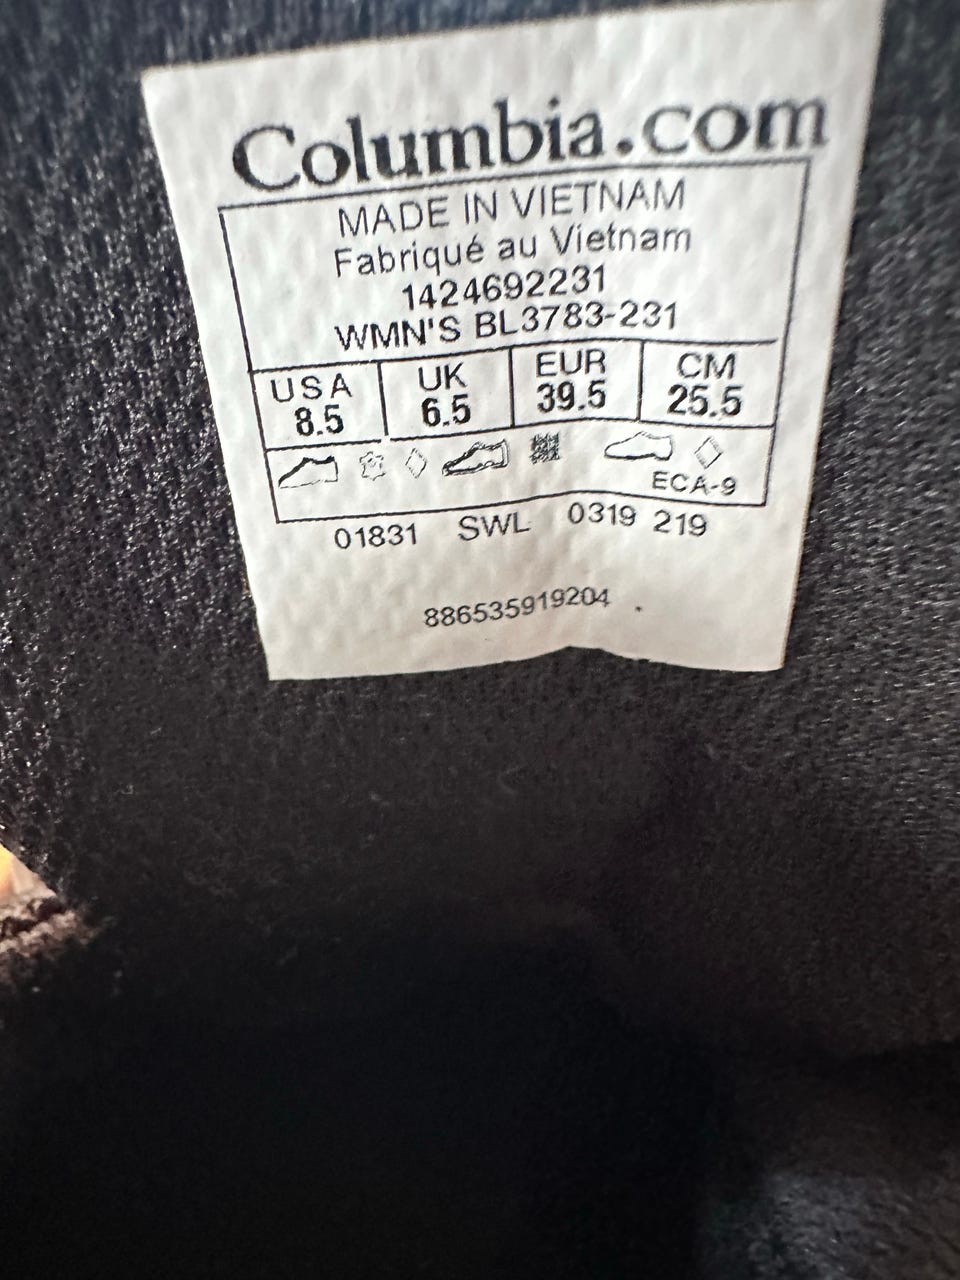 Columbia.com
MADE IN VIETNAM
Fabriqué au Vietnam
1424692231
WMN'S BL3783-231
USA UK EUR CM
8.5 6.5 39.5 25.5
ECA-9
01831 SWL 0319 219
886535919204